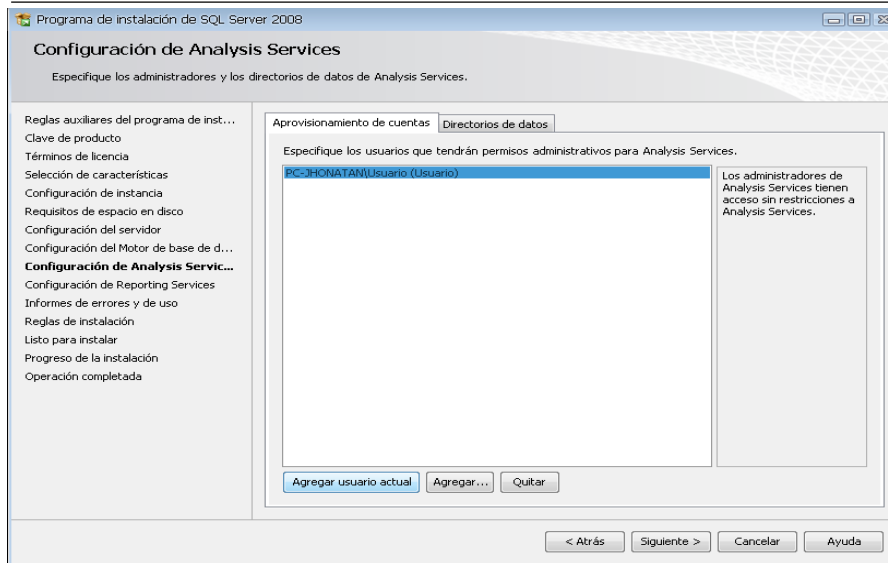 Programa de instalación de SQL Server 2008
Configuración de Analysis Services
Especifique los administradores y los directorios de datos de Analysis Services.
Reglas auxiliares del programa de inst...
Clave de producto
Términos de licencia
Selección de características
Configuración de instancia
Requisitos de espacio en disco
Configuración del servidor
Configuración del Motor de base de d...
Configuración de Analysis Servic...
Configuración de Reporting Services
Informes de errores y de uso
Reglas de instalación
Listo para instalar
Progreso de la instalación
Operación completada
Aprovisionamiento de cuentas
Directorios de datos
Especifique los usuarios que tendrán permisos administrativos para Analysis Services.
PC-JHONATAN\Usuario (Usuario)
Los administradores de
Analysis Services tienen
acceso sin restricciones a
Analysis Services.
Agregar usuario actual
Agregar...
Quitar
< Atrás
Siguiente >
Cancelar
Ayuda